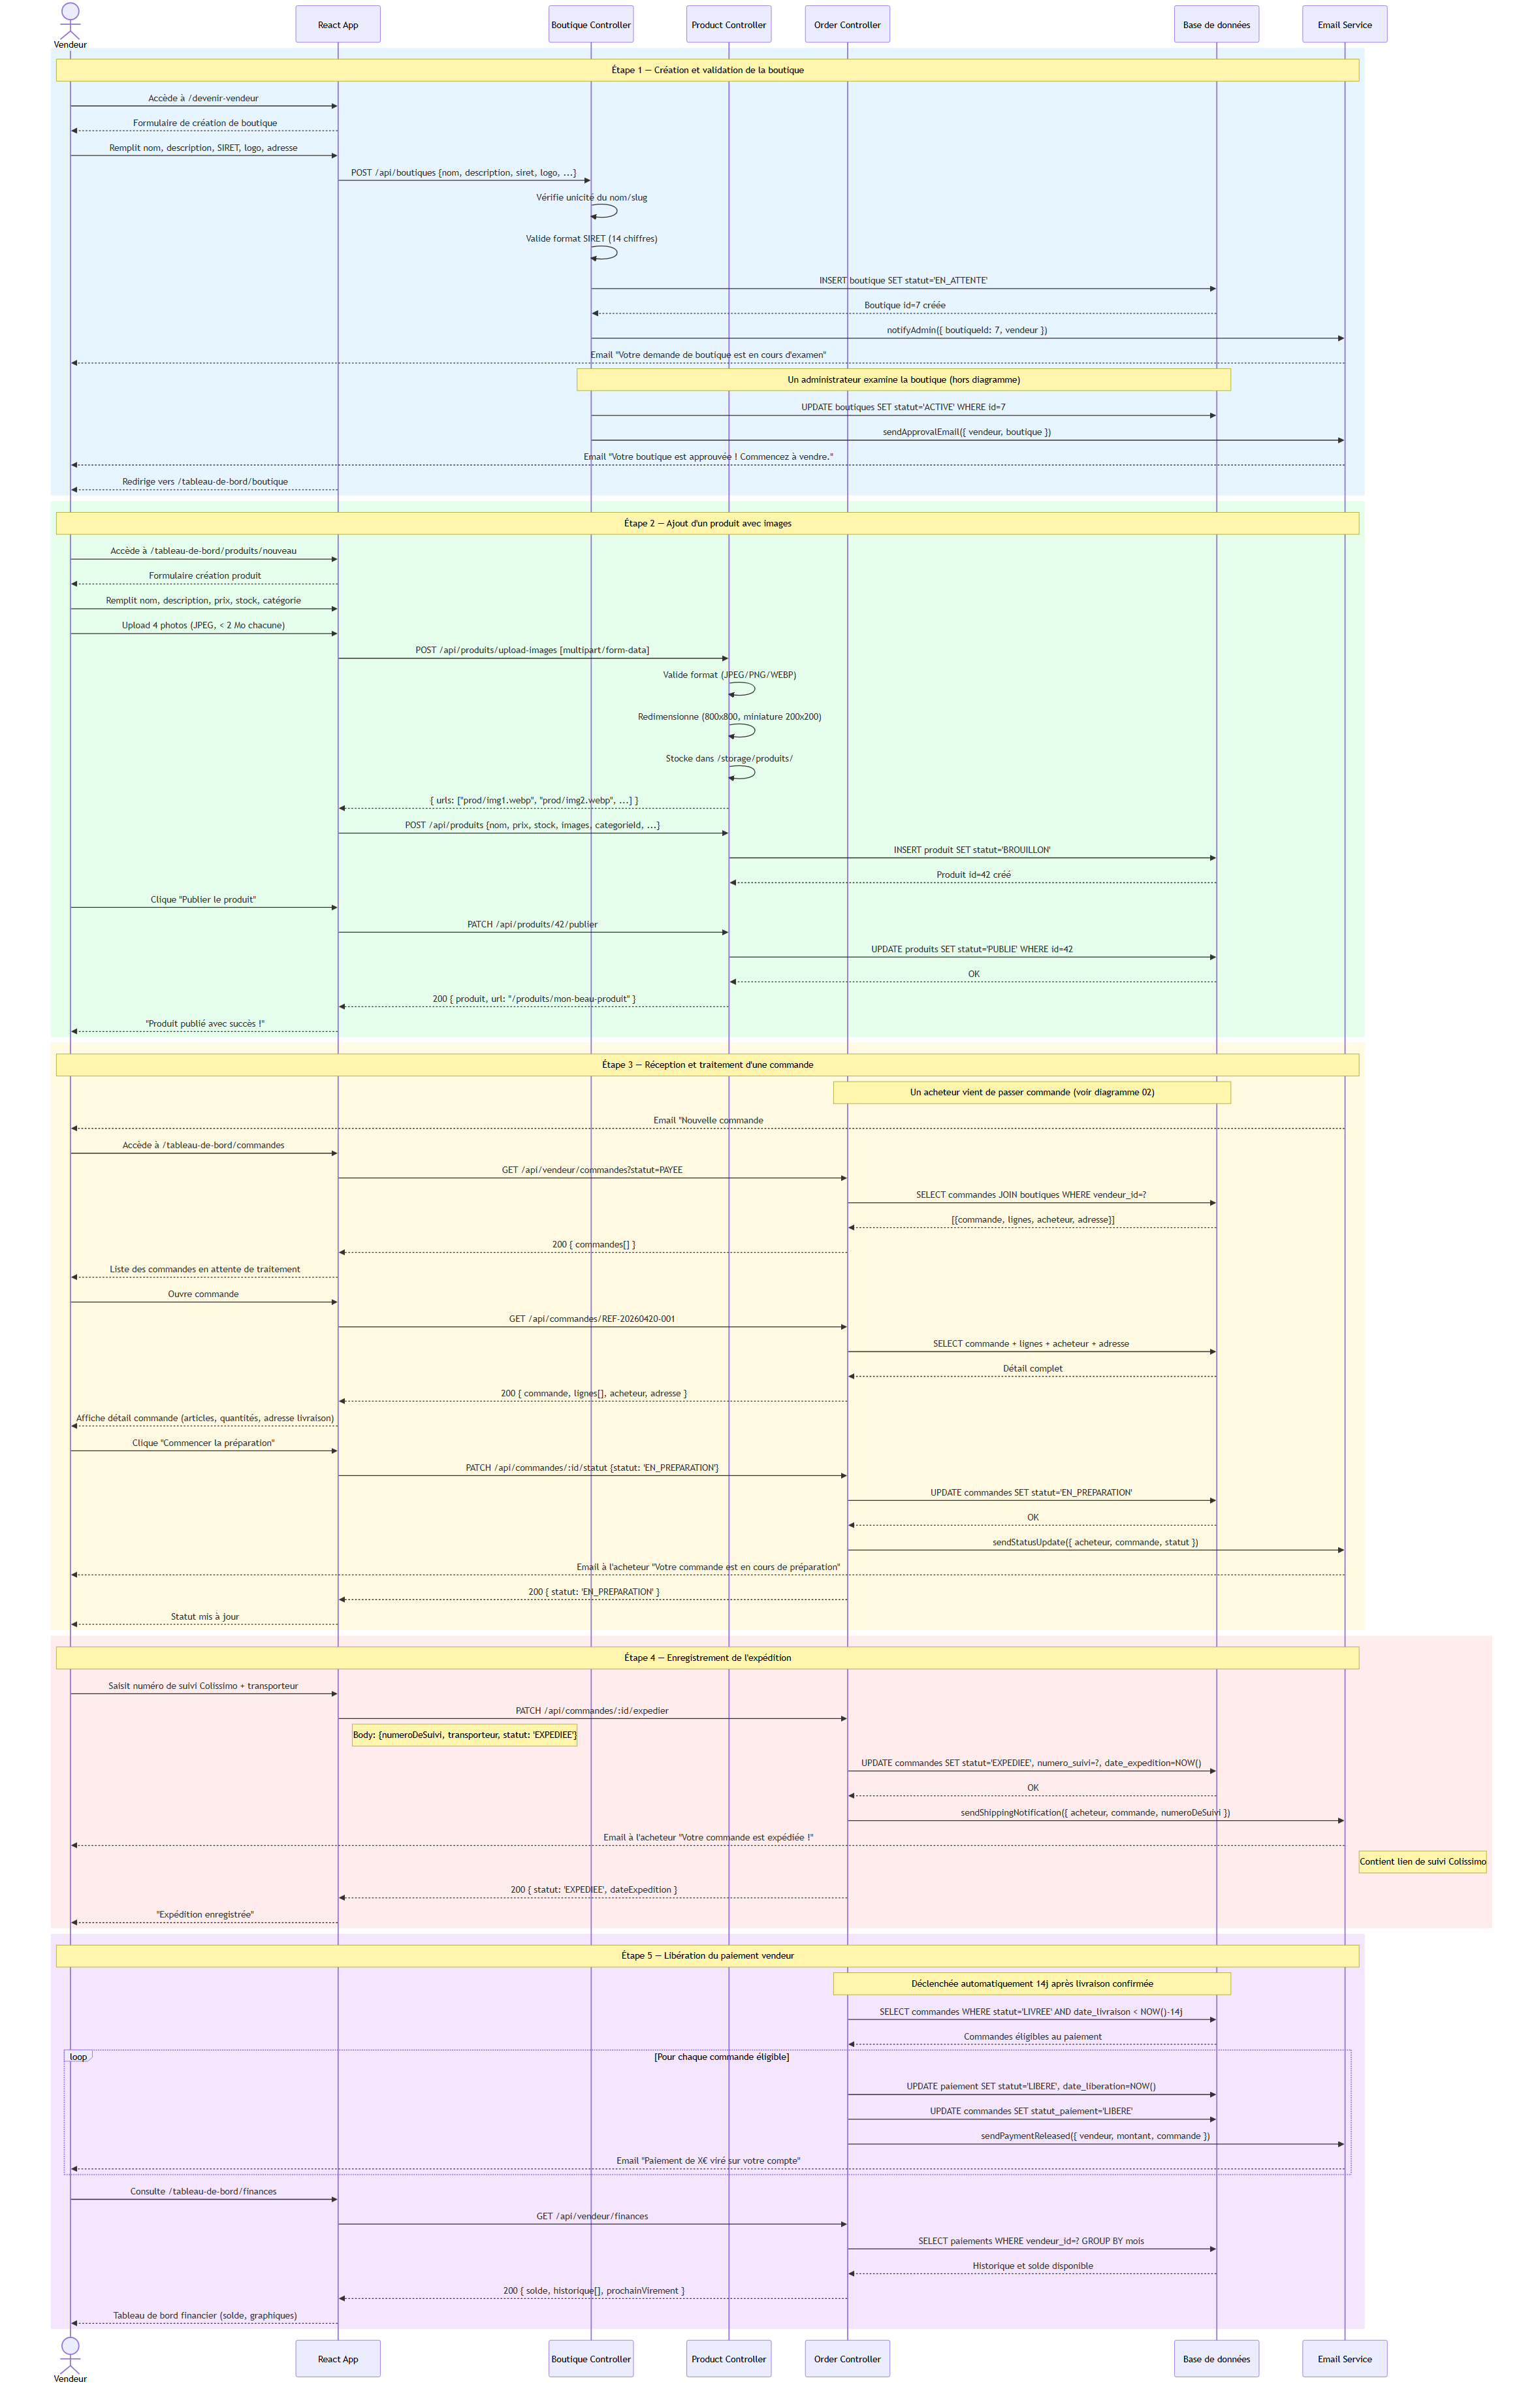 Vendeur
React App
Boutique Controller
Product Controller
Order Controller
Base de données
Email Service
Étape 1 — Création et validation de la boutique
Accède à /devenir-vendeur
Formulaire de création de boutique
Remplit nom, description, SIRET, logo, adresse
POST /api/boutiques {nom, description, siret, logo, ...}
Vérifie unicité du nom/slug
Valide format SIRET (14 chiffres)
INSERT boutique SET statut='EN_ATTENTE'
Boutique id=7 créée
notifyAdmin({ boutiqueId: 7, vendeur })
Email "Votre demande de boutique est en cours d'examen"
Un administrateur examine la boutique (hors diagramme)
UPDATE boutiques SET statut='ACTIVE' WHERE id=7
sendApprovalEmail({ vendeur, boutique })
Email "Votre boutique est approuvée ! Commencez à vendre."
Redirige vers /tableau-de-bord/boutique
Étape 2 — Ajout d'un produit avec images
Accède à /tableau-de-bord/produits/nouveau
Formulaire création produit
Remplit nom, description, prix, stock, catégorie
Upload 4 photos (JPEG, < 2 Mo chacune)
POST /api/produits/upload-images [multipart/form-data]
Valide format (JPEG/PNG/WEBP)
Redimensionne (800x800, miniature 200x200)
Stocke dans /storage/produits/
{ urls: ["prod/img1.webp", "prod/img2.webp", ...] }
POST /api/produits {nom, prix, stock, images, categorieId, ...}
INSERT produit SET statut='BROUILLON'
Produit id=42 créé
Clique "Publier le produit"
PATCH /api/produits/42/publier
UPDATE produits SET statut='PUBLIE' WHERE id=42
OK
200 { produit, url: "/produits/mon-beau-produit" }
"Produit publié avec succès !"
Étape 3 — Réception et traitement d'une commande
Un acheteur vient de passer commande (voir diagramme 02)
Email "Nouvelle commande
Accède à /tableau-de-bord/commandes
GET /api/vendeur/commandes?statut=PAYEE
SELECT commandes JOIN boutiques WHERE vendeur_id=?
[[commande, lignes, acheteur, adresse]]
200 { commandes[] }
Liste des commandes en attente de traitement
Ouvre commande
GET /api/commandes/REF-20260420-001
SELECT commande + lignes + acheteur + adresse
Détail complet
200 { commande, lignes[], acheteur, adresse }
Affiche détail commande (articles, quantités, adresse livraison)
Clique "Commencer la préparation"
PATCH /api/commandes/:id/statut {statut: 'EN_PREPARATION'}
UPDATE commandes SET statut='EN_PREPARATION'
OK
sendStatusUpdate({ acheteur, commande, statut })
Email à l'acheteur "Votre commande est en cours de préparation"
200 { statut: 'EN_PREPARATION' }
Statut mis à jour
Étape 4 — Enregistrement de l'expédition
Saisit numéro de suivi Colissimo + transporteur
PATCH /api/commandes/:id/expedier
Body: {numeroDeSuivi, transporteur, statut: 'EXPEDIEE'}
UPDATE commandes SET statut='EXPEDIEE', numero_suivi=?, date_expedition=NOW()
OK
sendShippingNotification({ acheteur, commande, numeroDeSuivi })
Email à l'acheteur "Votre commande est expédiée !"
Contient lien de suivi Colissimo
200 { statut: 'EXPEDIEE', dateExpedition }
"Expédition enregistrée"
Étape 5 — Libération du paiement vendeur
Déclenchée automatiquement 14j après livraison confirmée
SELECT commandes WHERE statut='LIVREE' AND date_livraison < NOW()-14j
Commandes éligibles au paiement
loop
[Pour chaque commande éligible]
UPDATE paiement SET statut='LIBERE', date_liberation=NOW()
UPDATE commandes SET statut_paiement='LIBERE'
sendPaymentReleased({ vendeur, montant, commande })
Email "Paiement de X€ viré sur votre compte"
Consulte /tableau-de-bord/finances
GET /api/vendeur/finances
SELECT paiements WHERE vendeur_id=? GROUP BY mois
Historique et solde disponible
200 { solde, historique[], prochainVirement }
Tableau de bord financier (solde, graphiques)
Vendeur
React App
Boutique Controller
Product Controller
Order Controller
Base de données
Email Service